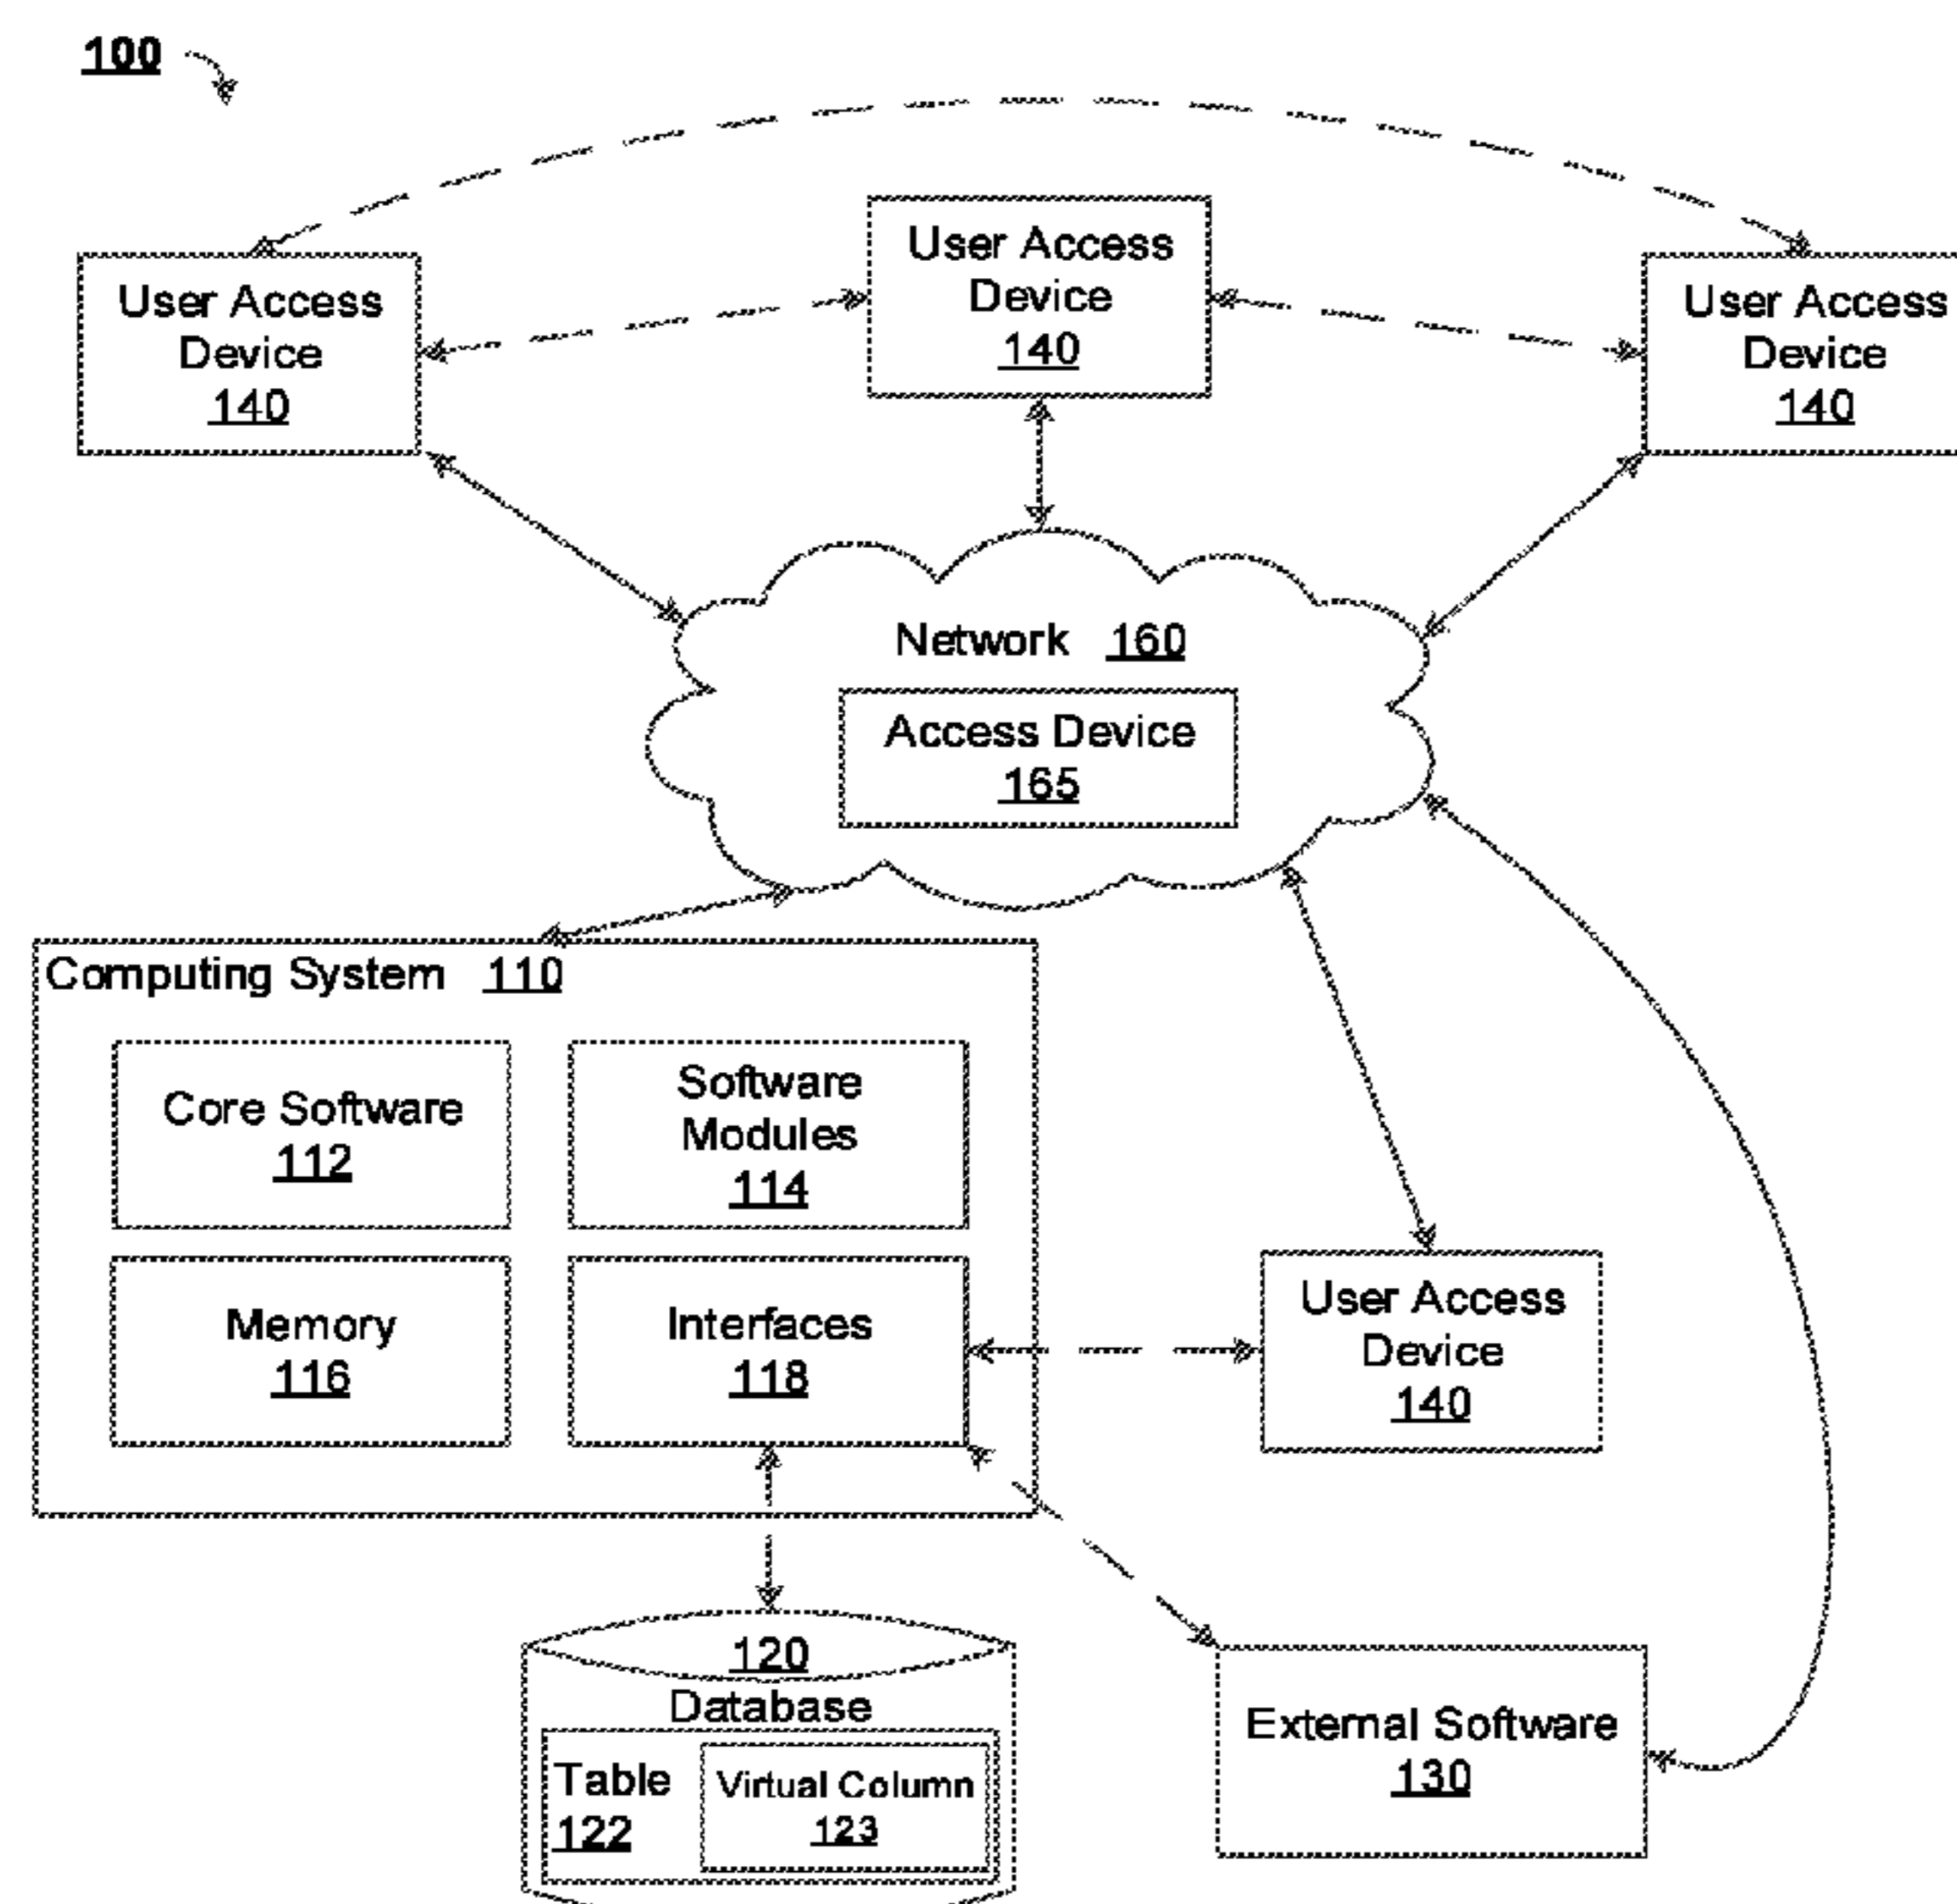 100
User Access
Device
140
User Access
Device
140
User Access
Device
140
Network 160
Access Device
165
Computing System 110
Core Software
112
Software
Modules
114
Memory
116
Interfaces
118
User Access
Device
140
120
Database
Table
122
Virtual Column
123
External Software
130